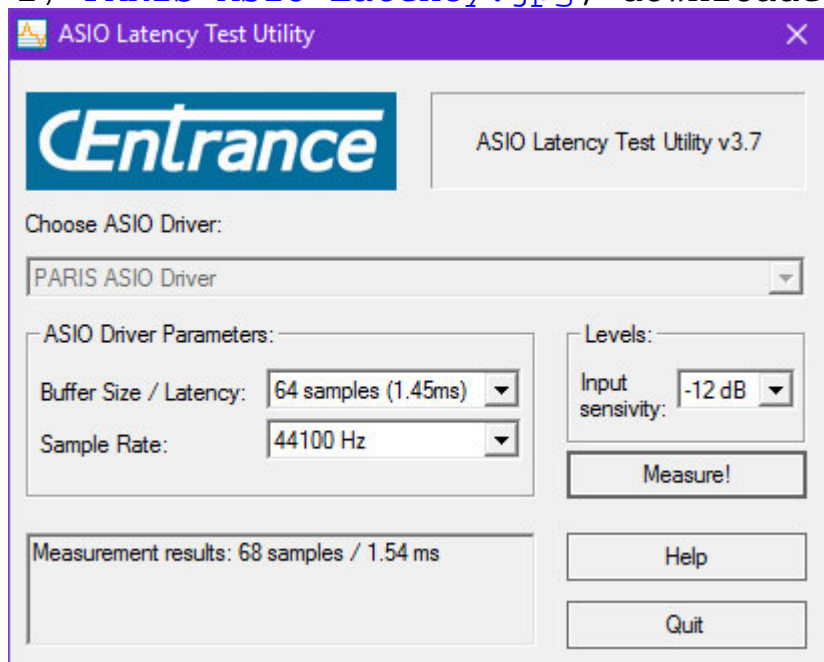 ASIO Latency Test Utility
CEntrance
ASIO Latency Test Utility v3.7
Choose ASIO Driver:
PARIS ASIO Driver
ASIO Driver Parameters:
Buffer Size / Latency: 64 samples (1.45ms)
Sample Rate: 44100 Hz
Levels:
Input sensivity: -12 dB
Measure!
Measurement results: 68 samples / 1.54 ms
Help
Quit